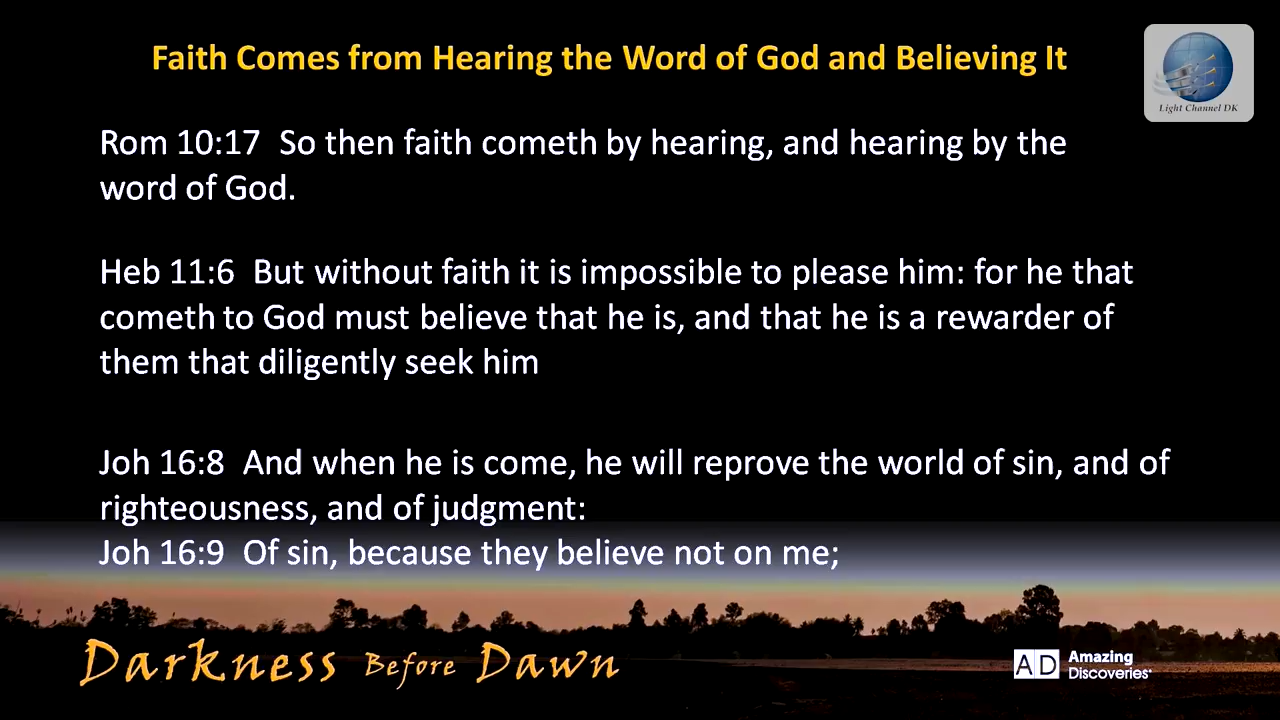 Faith Comes from Hearing the Word of God and Believing It
Light Channel DK
Rom 10:17  So then faith cometh by hearing, and hearing by the
word of God.
Heb 11:6  But without faith it is impossible to please him: for he that
cometh to God must believe that he is, and that he is a rewarder of
them that diligently seek him
Joh 16:8  And when he is come, he will reprove the world of sin, and of
righteousness, and of judgment:
Joh 16:9  Of sin, because they believe not on me;
Darkness Before Dawn
AD Amazing
Discoveries